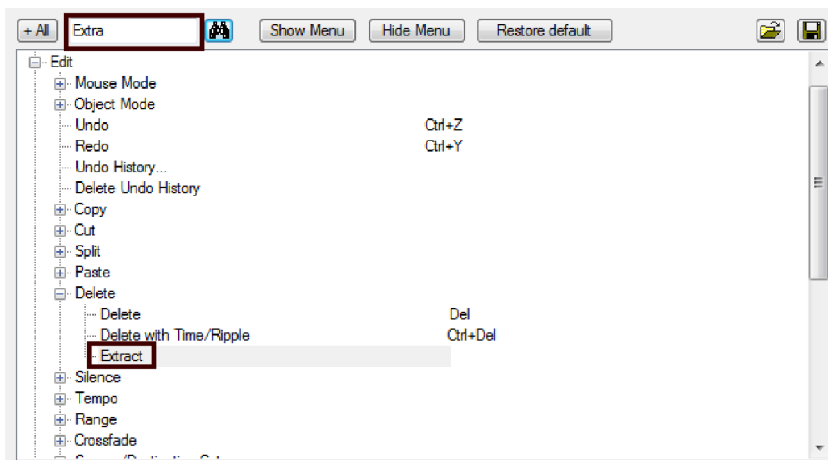 + All Extra Show Menu Hide Menu Restore default
Edit
Mouse Mode
Object Mode
Undo Ctrl+Z
Redo Ctrl+Y
Undo History...
Delete Undo History
Copy
Cut
Split
Paste
Delete
Delete Del
Delete with Time/Ripple Ctrl+Del
Extract
Silence
Tempo
Range
Crossfade